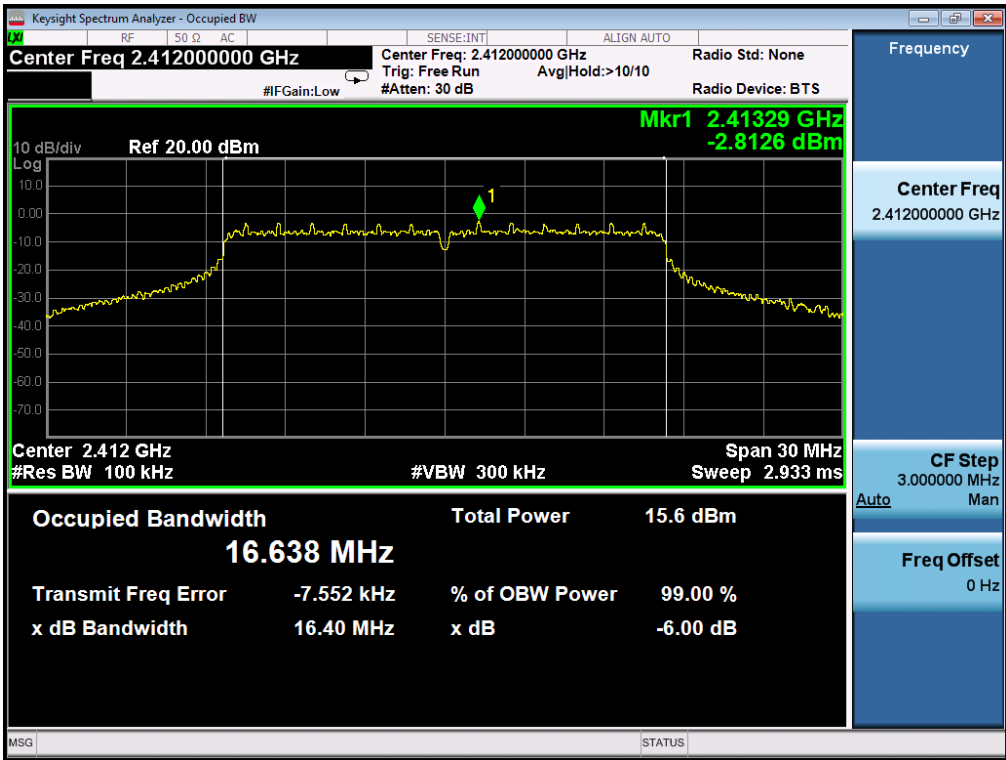 Keysight Spectrum Analyzer - Occupied BW
LXI RF 50 Ω AC SENSE:INT ALIGN AUTO
Center Freq 2.412000000 GHz
#IFGain:Low
Center Freq: 2.412000000 GHz
Trig: Free Run Avg|Hold:>10/10
#Atten: 30 dB
Radio Std: None
Radio Device: BTS
Mkr1 2.41329 GHz
-2.8126 dBm
10 dB/div Ref 20.00 dBm
Log
10.0
0.00
-10.0
-20.0
-30.0
-40.0
-50.0
-60.0
-70.0
1
Center 2.412 GHz Span 30 MHz
#Res BW 100 kHz #VBW 300 kHz Sweep 2.933 ms
Occupied Bandwidth Total Power 15.6 dBm
16.638 MHz
Transmit Freq Error -7.552 kHz % of OBW Power 99.00 %
x dB Bandwidth 16.40 MHz x dB -6.00 dB
MSG STATUS
Frequency
Center Freq
2.412000000 GHz
CF Step
3.000000 MHz
Auto Man
Freq Offset
0 Hz